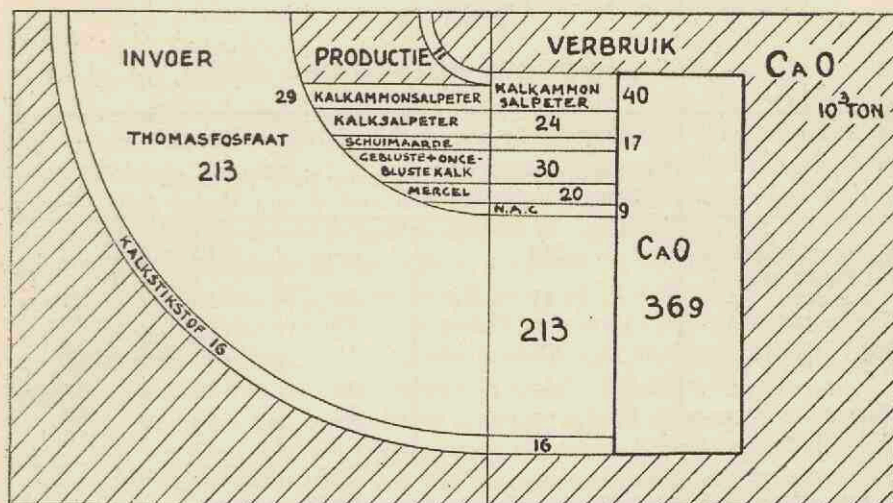 INVOER
PRODUCTIE
11
VERBRUIK
CAO
10³TON
29
KALKAMMONSALPETER
KALKAMMON
SALPETER
40
KALKSALPETER
24
THOMASFOSFAAT
213
SCHUIMAARDE
17
GEBLUSTE+ONGE-
BLUSTE KALK
30
MERGEL
20
N.A.C
9
CAO
369
213
KALKSTIKSTOF 16
16